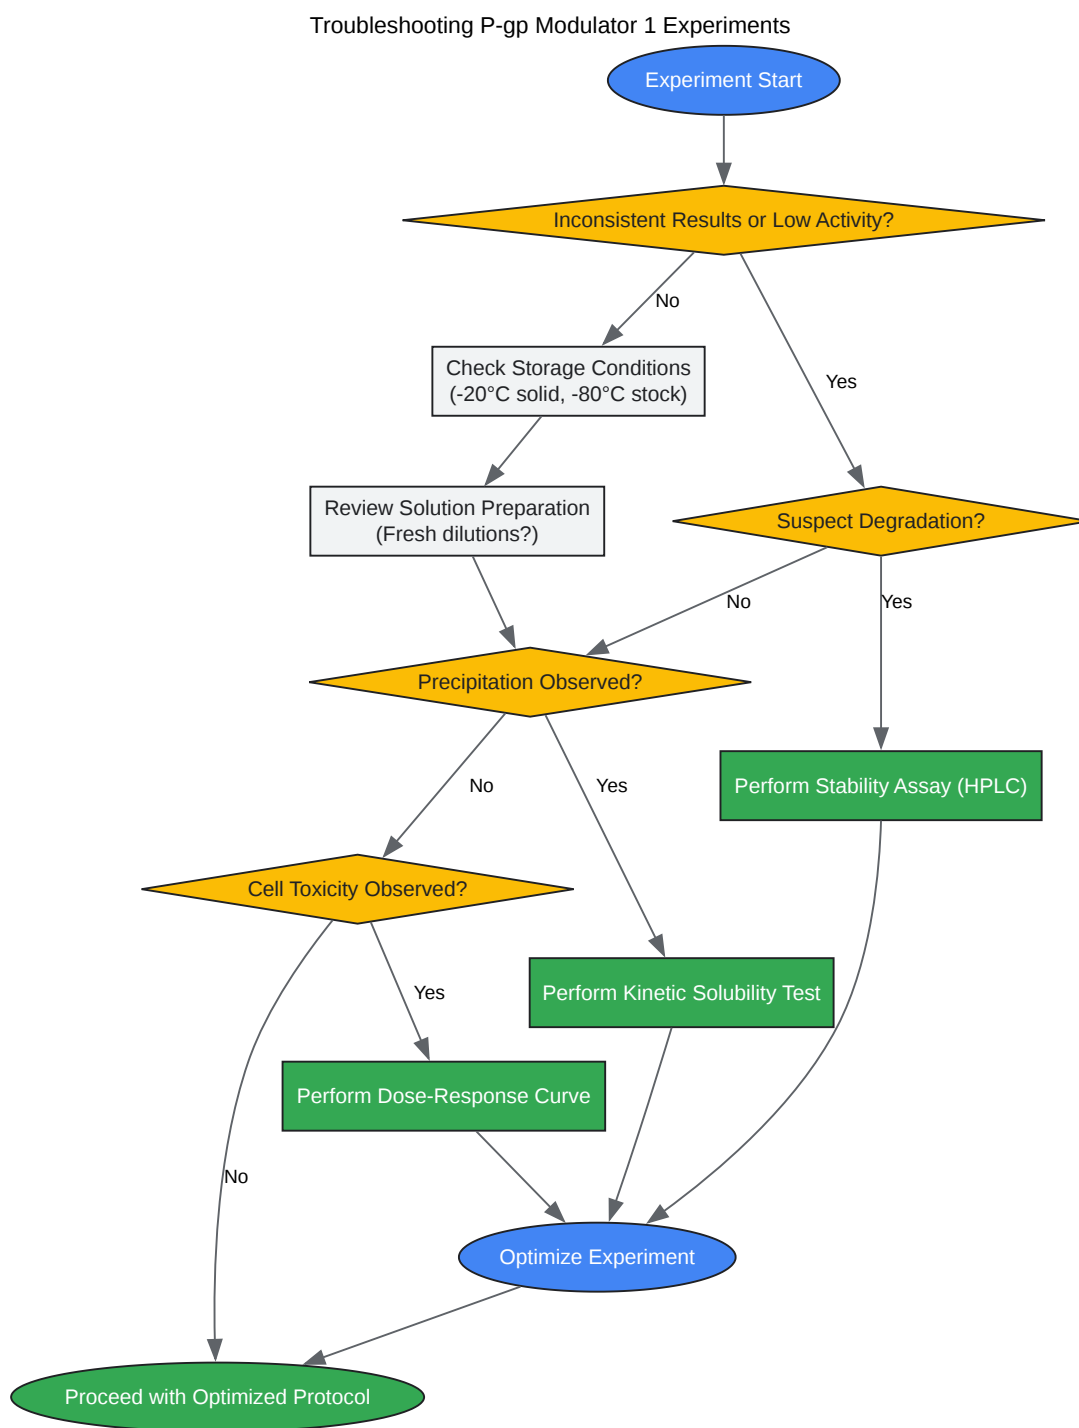 Troubleshooting P-gp Modulator 1 Experiments
Experiment Start
Inconsistent Results or Low Activity?
No
Check Storage Conditions
(-20°C solid, -80°C stock)
Yes
Review Solution Preparation
(Fresh dilutions?)
Suspect Degradation?
No
Yes
Precipitation Observed?
No
Yes
Perform Stability Assay (HPLC)
Cell Toxicity Observed?
Yes
Perform Kinetic Solubility Test
Perform Dose-Response Curve
No
Optimize Experiment
Proceed with Optimized Protocol